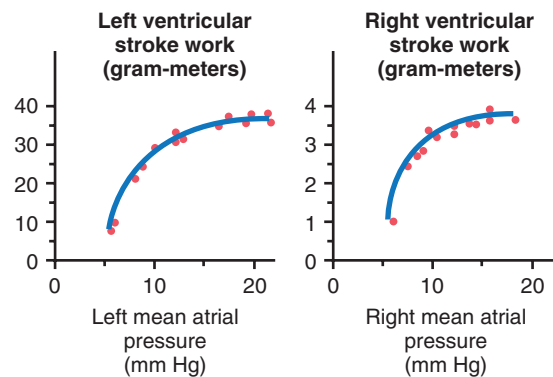 Left ventricular
stroke work
(gram-meters)
40
30
20
10
0
0 10 20
Left mean atrial
pressure
(mm Hg)
Right ventricular
stroke work
(gram-meters)
4
3
2
1
0
0 10 20
Right mean atrial
pressure
(mm Hg)